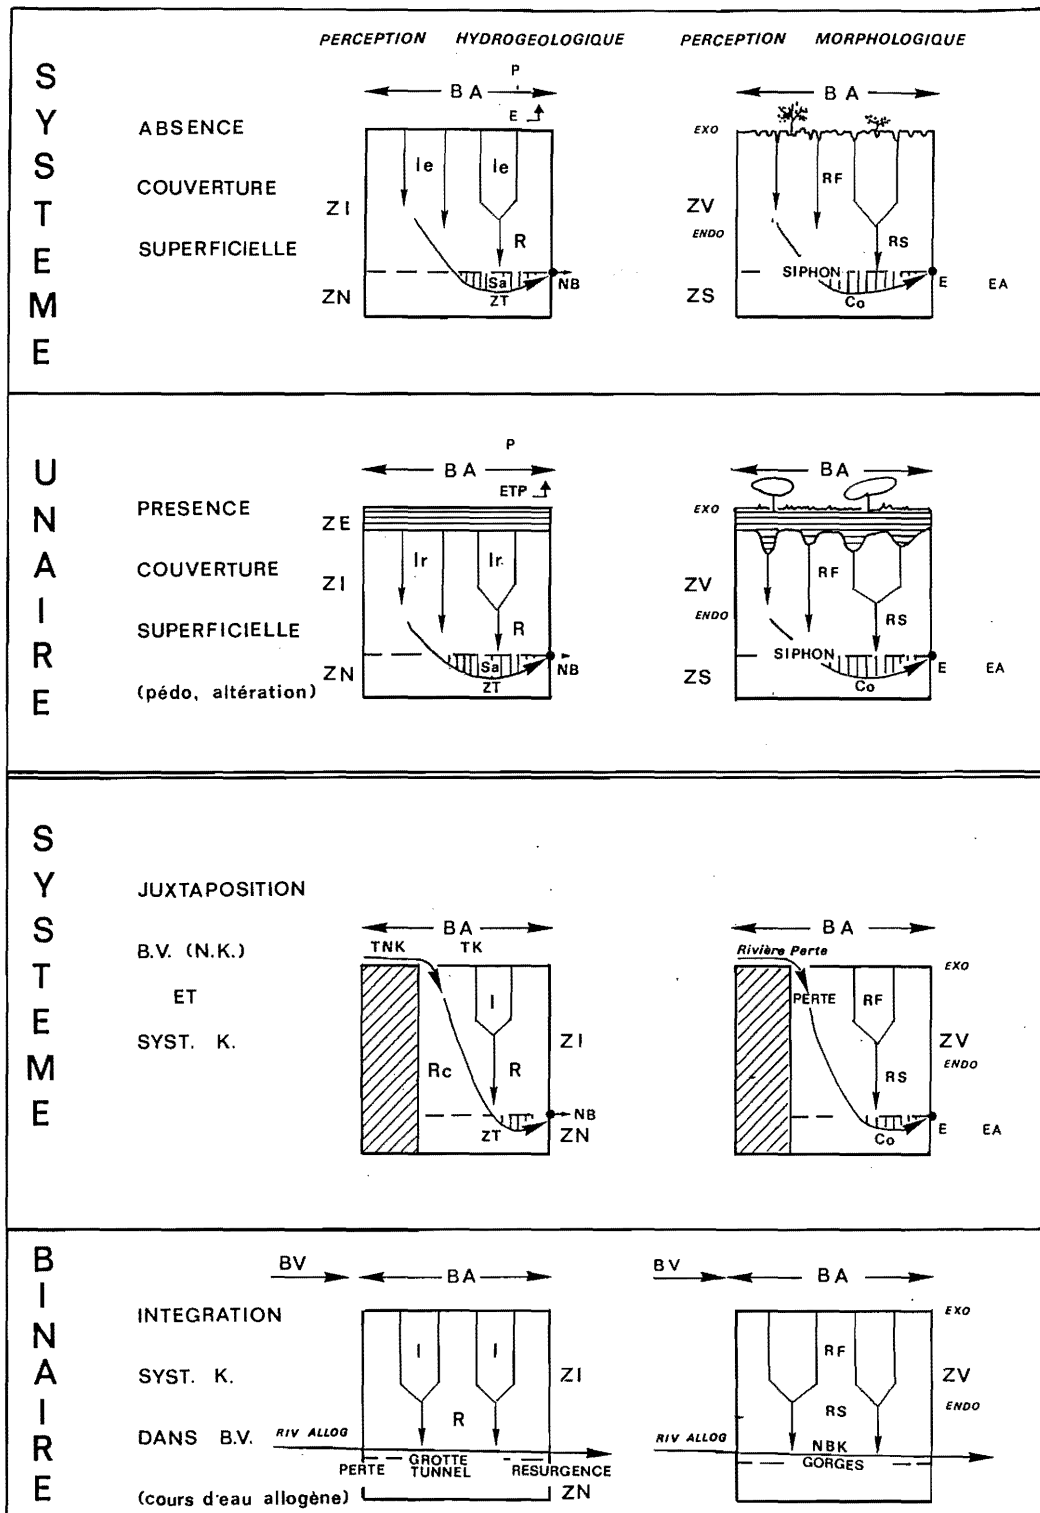 PERCEPTION HYDROGEOLOGIQUE PERCEPTION MORPHOLOGIQUE
SYSTEME
UNAIRE
ABSENCE
COUVERTURE
SUPERFICIELLE
P
BA
E
Ie Ie
ZI
R
Sa
NB
ZN
ZT
BA
EXO
RF
ZV
ENDO
RS
SIPHON
E EA
ZS
Co
PRESENCE
COUVERTURE
SUPERFICIELLE
(pédo, altération)
P
BA
ETP
ZE
Ir Ir
ZI
R
Sa
NB
ZN
ZT
BA
EXO
RF
ZV
ENDO
RS
SIPHON
E EA
ZS
Co
SYSTEME
BINAIRE
JUXTAPOSITION
B.V. (N.K.)
ET
SYST. K.
BA
TNK TK
I
ZI
Rc R
NB
ZT
ZN
BA
Rivière Perte
EXO
PERTE RF
ZV
ENDO
RS
Co
E EA
INTEGRATION
SYST. K.
DANS B.V.
(cours d'eau allogène)
BV
BA
I I
ZI
R
RIV ALLOG
GROTTE
TUNNEL
PERTE RESURGENCE
ZN
BV
BA
EXO
RF
ZV
RS
ENDO
RIV ALLOG
NBK
GORGES